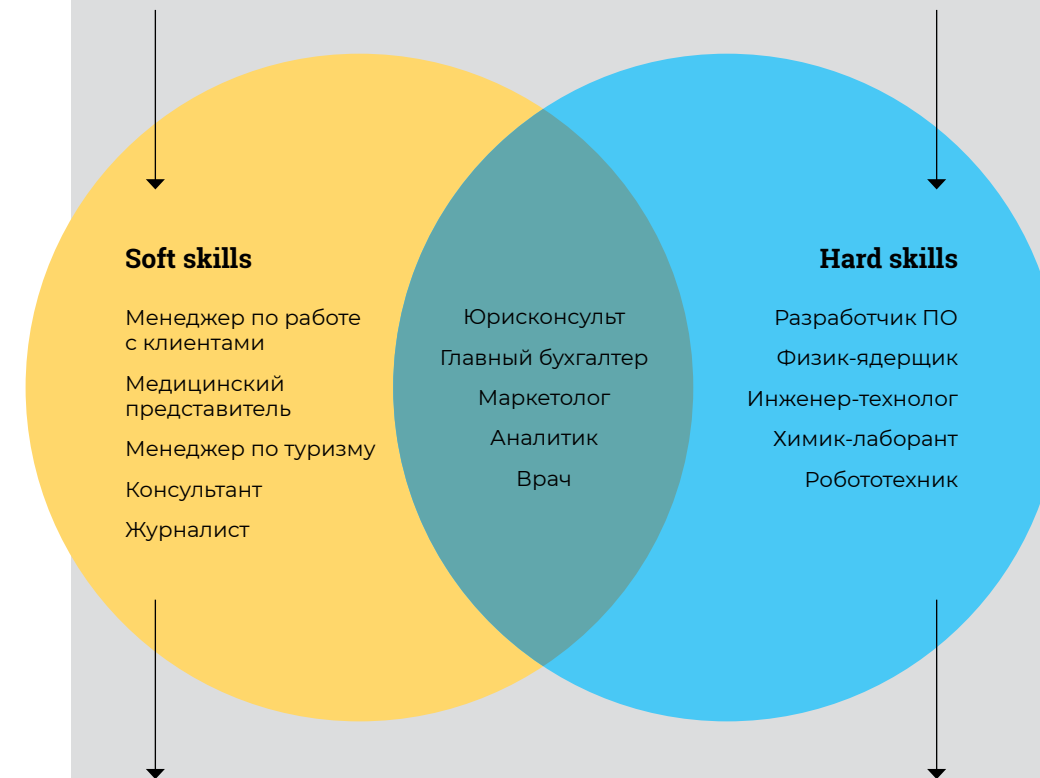 Soft skills
Менеджер по работе
с клиентами
Медицинский
представитель
Менеджер по туризму
Консультант
Журналист
Юрисконсульт
Главный бухгалтер
Маркетолог
Аналитик
Врач
Hard skills
Разработчик ПО
Физик-ядерщик
Инженер-технолог
Химик-лаборант
Робототехник